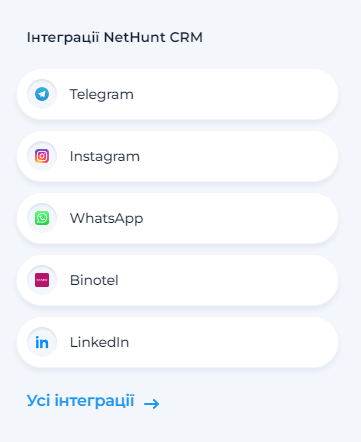 Інтеграції NetHunt CRM
Telegram
Instagram
WhatsApp
Binotel
LinkedIn
Усі інтеграції →